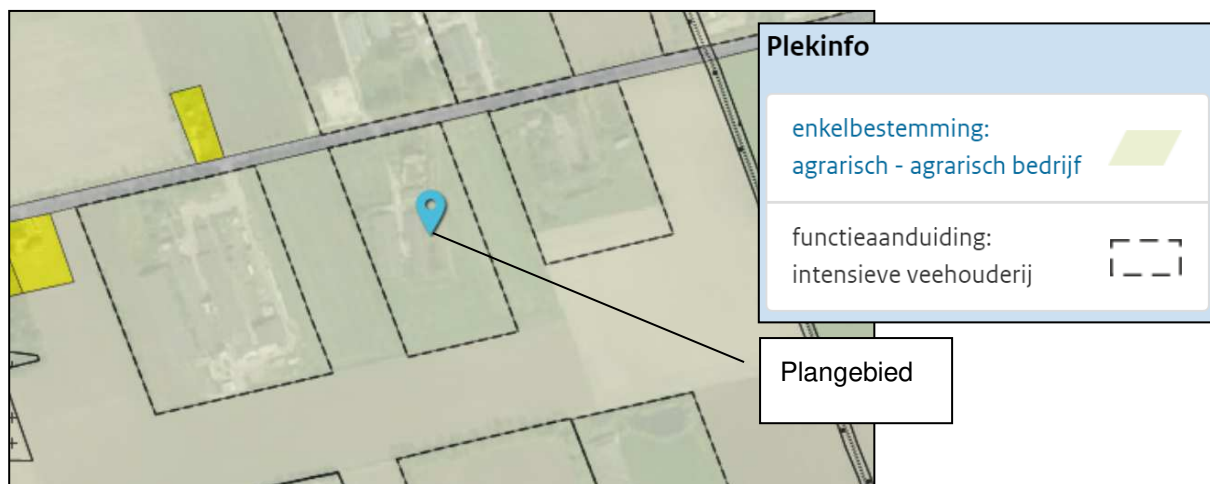 Plekinfo
enkelbestemming:
agrarisch - agrarisch bedrijf
functieaanduiding:
intensieve veehouderij
Plangebied